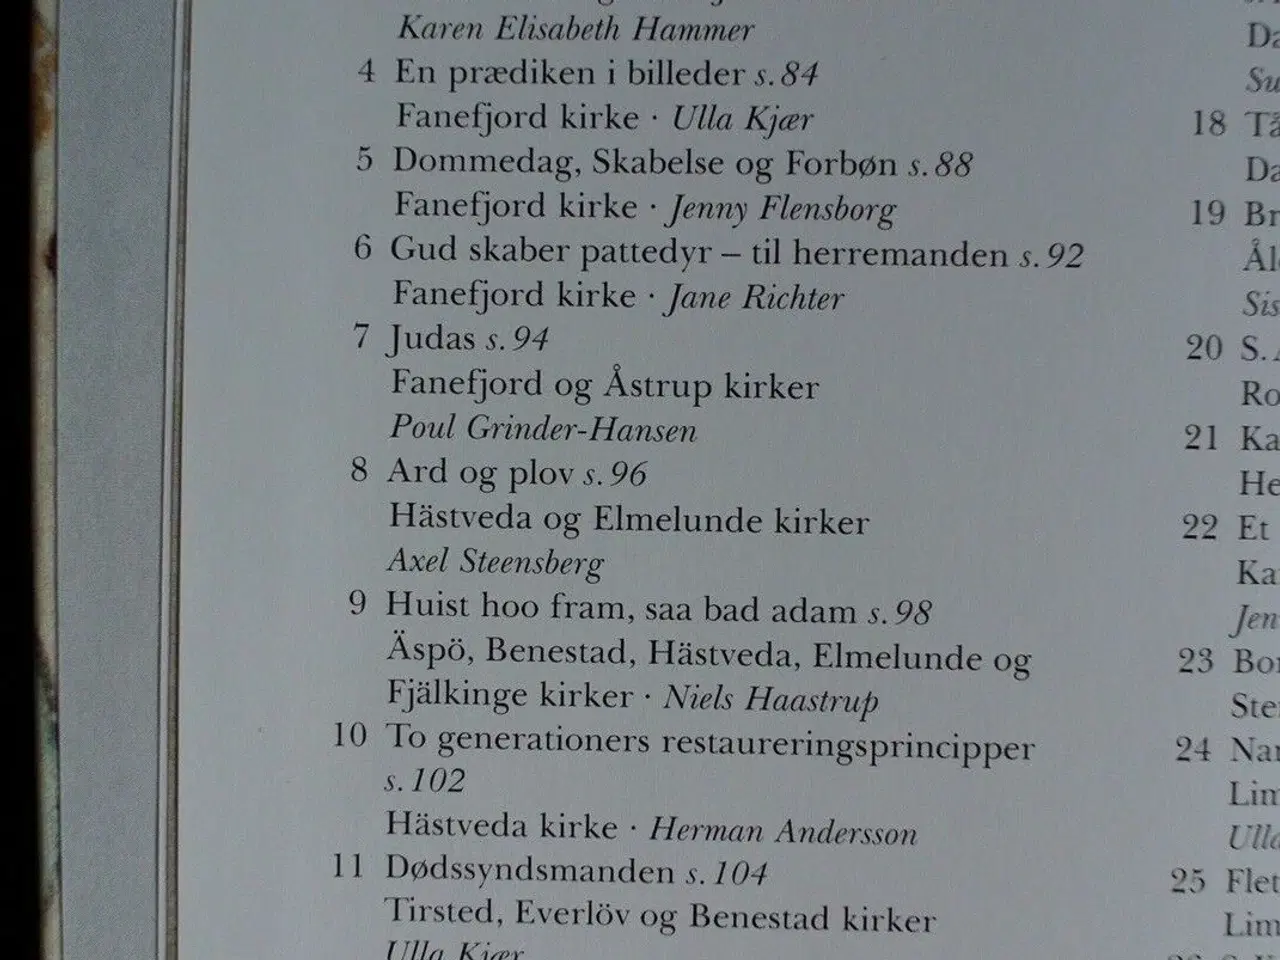 Karen Elisabeth Hammer
4 En prædiken i billeder s. 84
Fanefjord kirke · Ulla Kjær
5 Dommedag, Skabelse og Forbøn s. 88
Fanefjord kirke · Jenny Flensborg
6 Gud skaber pattedyr – til herremanden s. 92
Fanefjord kirke · Jane Richter
7 Judas s. 94
Fanefjord og Åstrup kirker
Poul Grinder-Hansen
8 Ard og plov s. 96
Hästveda og Elmelunde kirker
Axel Steensberg
9 Huist hoo fram, saa bad adam s. 98
Äspö, Benestad, Hästveda, Elmelunde og
Fjälkinge kirker · Niels Haastrup
10 To generationers restaureringsprincipper
s. 102
Hästveda kirke · Herman Andersson
11 Dødssyndsmanden s. 104
Tirsted, Everlöv og Benestad kirker
Ulla Kjær
18
19
20 S.
21
22 Et
23
24
25